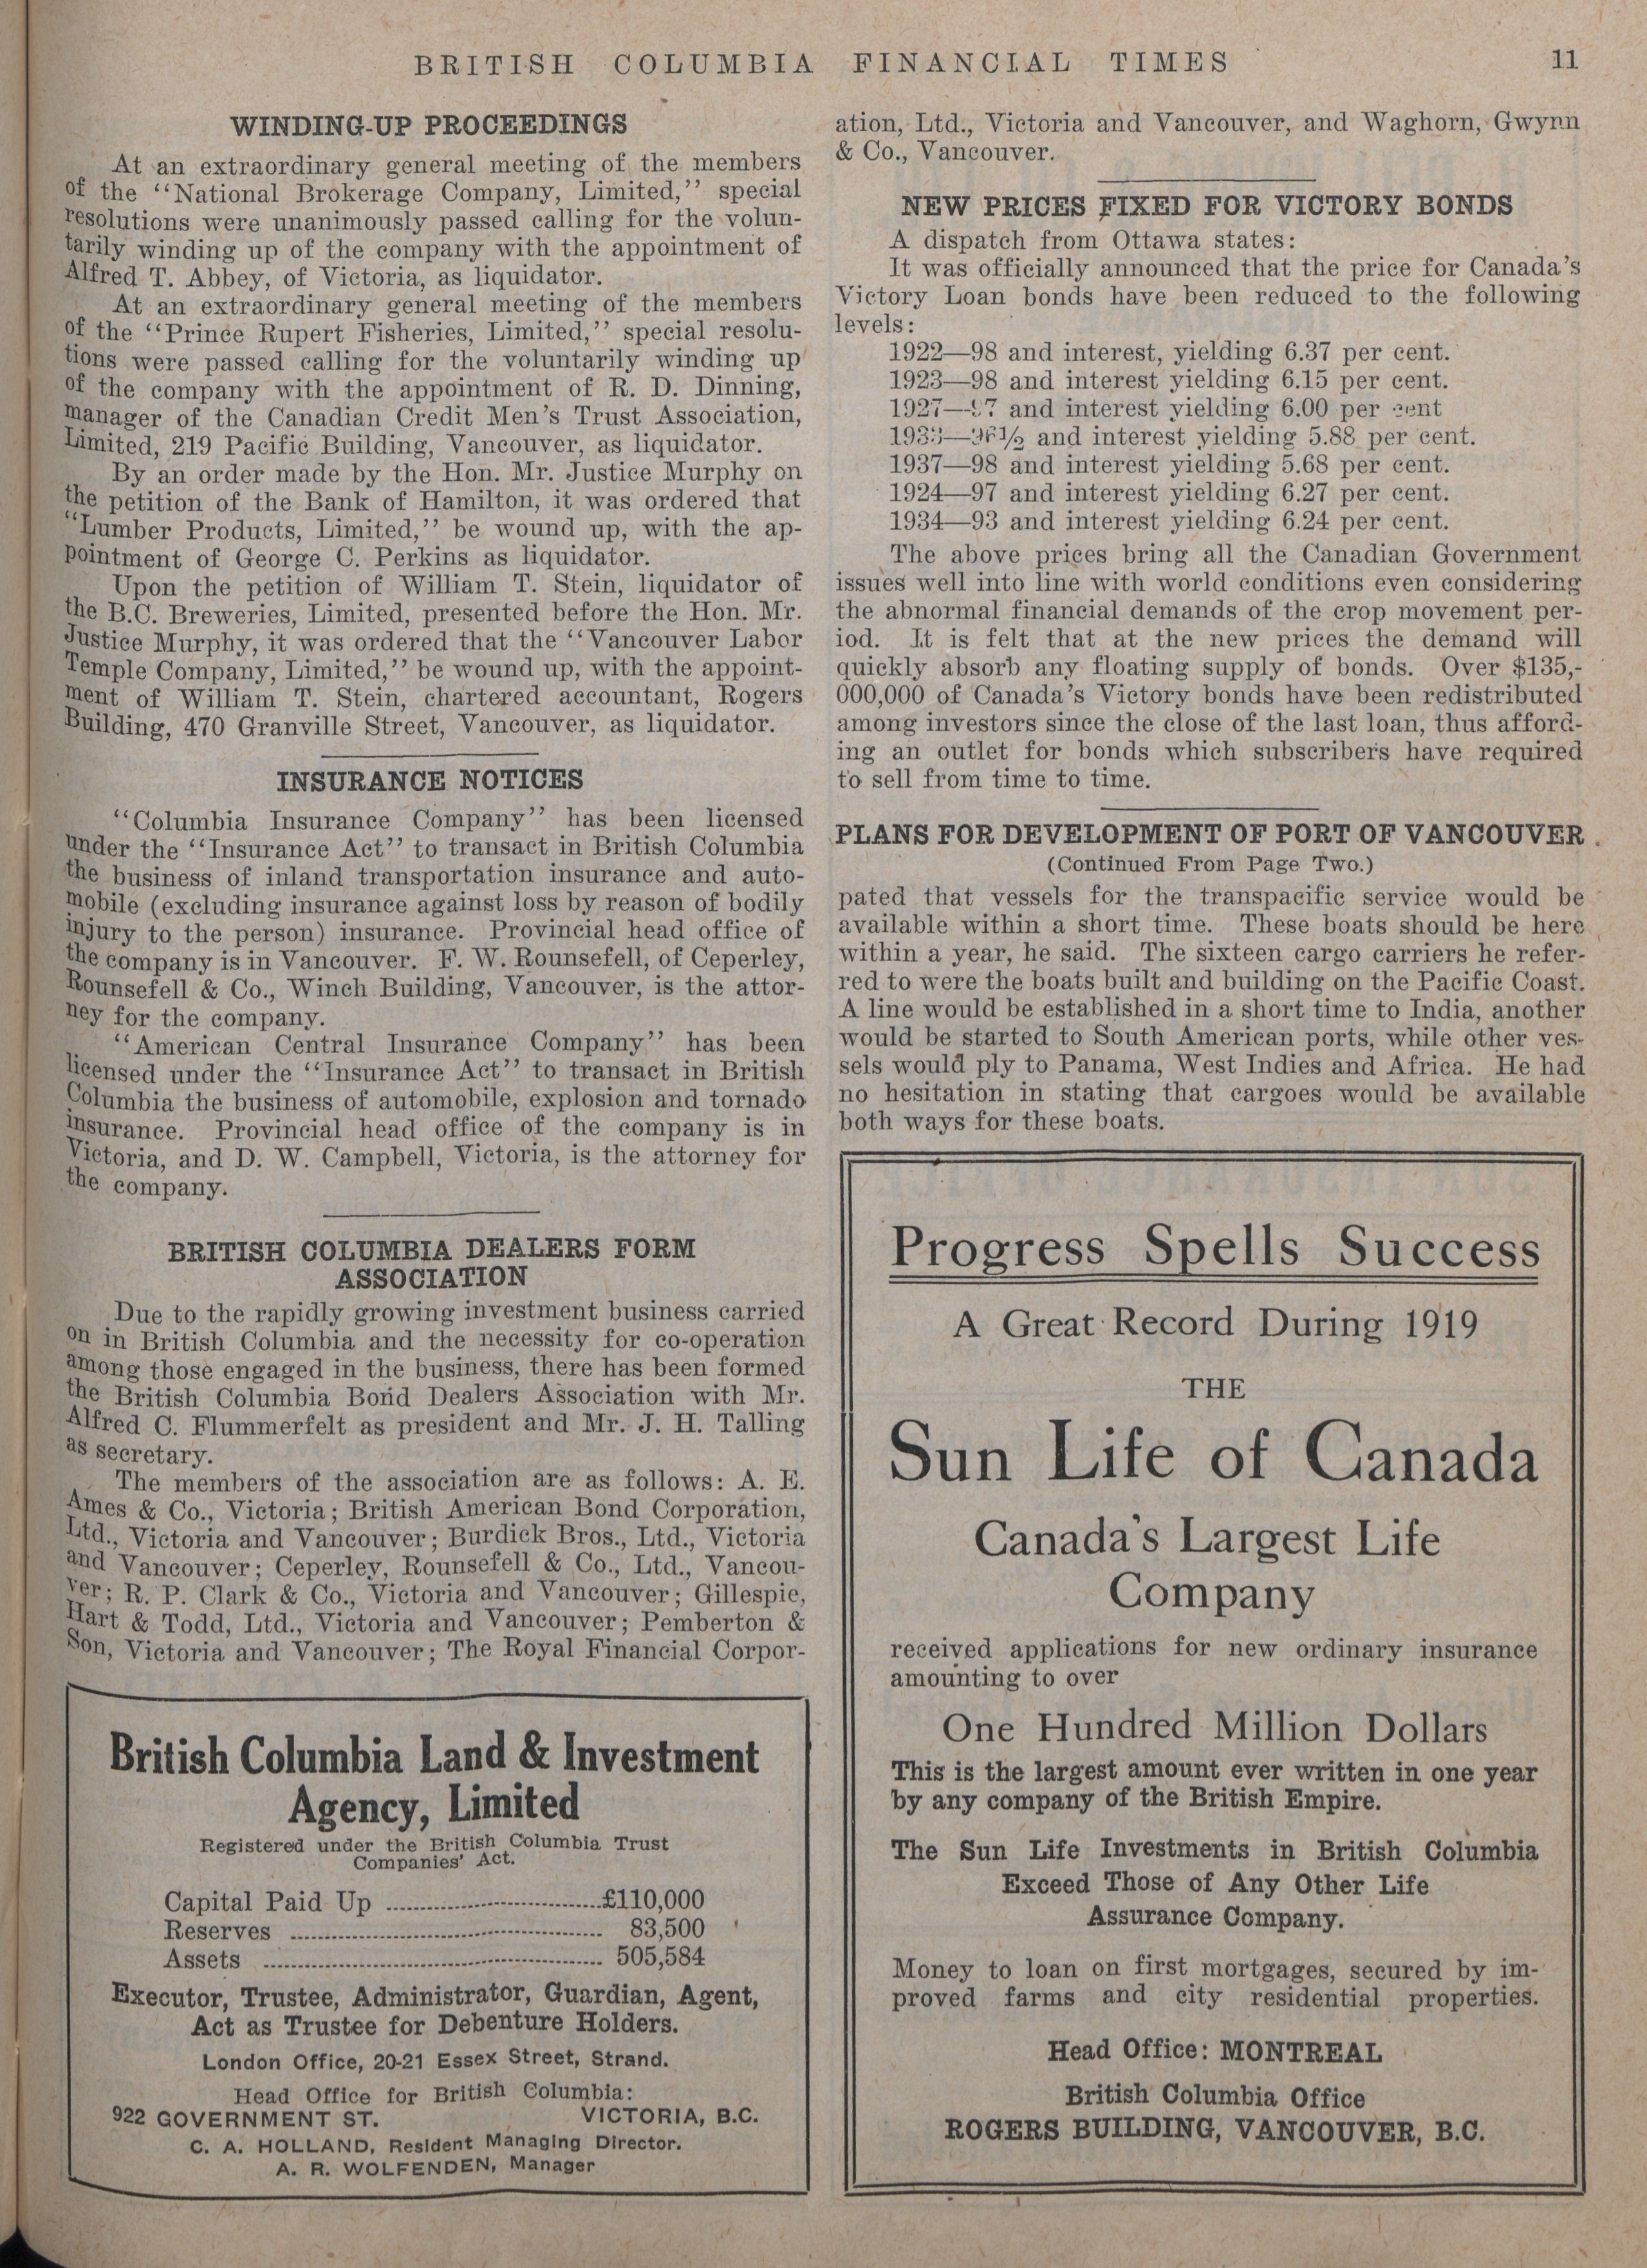 BRITISH COLUMBIA FINANCIAL TIMES 11
WINDING-UP PROCEEDINGS
At an extraordinary general meeting of the members
of the ‘‘National Brokerage Company, Limited,’’ special
resolutions were unanimously passed calling for the volun-
tarily winding up of the company with the appointment of
Alfred T. Abbey, of Victoria, as liquidator.
At an extraordinary general meeting of the members
of the ‘‘Prince Rupert Fisheries, Limited,’’ special resolu-
tions were passed calling for the voluntarily winding up
of the company with the appointment of R. D. Dinning,
manager of the Canadian Credit Men’s Trust Association,
Limited, 219 Pacific Building, Vancouver, as liquidator.
By an order made by the Hon. Mr. Justice Murphy on
the petition of the Bank of Hamilton, it was ordered that
‘‘Lumber Products, Limited,’’ be wound up, with the ap-
pointment of George C. Perkins as liquidator.
Upon the petition of William T. Stein, liquidator of
the B.C. Breweries, Limited, presented before the Hon. Mr.
Justice Murphy, it was ordered that the ‘‘Vancouver Labor
Temple Company, Limited,’’ be wound up, with the appoint-
ment of William T. Stein, chartered accountant, Rogers
Building, 470 Granville Street, Vancouver, as liquidator.
INSURANCE NOTICES
‘‘Columbia Insurance Company’’ has been licensed
under the ‘‘Insurance Act’’ to transact in British Columbia
the business of inland transportation insurance and auto-
mobile (excluding insurance against loss by reason of bodily
injury to the person) insurance. Provincial head office of
the company is in Vancouver. F. W. Rounsefell, of Ceperley,
Rounsefell & Co., Winch Building, Vancouver, is the attor-
ney for the company.
‘‘American Central Insurance Company’’ has been
licensed under the ‘‘Insurance Act’’ to transact in British
Columbia the business of automobile, explosion and tornado
insurance. Provincial head office of the company is in
Victoria, and D. W. Campbell, Victoria, is the attorney for
the company.
BRITISH COLUMBIA DEALERS FORM
ASSOCIATION
Due to the rapidly growing investment business carried
on in British Columbia and the necessity for co-operation
among those engaged in the business, there has been formed
the British Columbia Bond Dealers Association with Mr.
Alfred C. Flummerfelt as president and Mr. J. H. Talling
as secretary.
The members of the association are as follows: A. E.
Ames & Co., Victoria; British American Bond Corporation,
Ltd., Victoria and Vancouver; Burdick Bros., Ltd., Victoria
and Vancouver; Ceperley, Rounsefell & Co., Ltd., Vancou-
ver; R. P. Clark & Co., Victoria and Vancouver; Gillespie,
Hart & Todd, Ltd., Victoria and Vancouver; Pemberton &
Son, Victoria and Vancouver; The Royal Financial Corpor-
British Columbia Land & Investment
Agency, Limited
Registered under the British Columbia Trust
Companies’ Act.
Capital Paid Up ........ £110,000
Reserves ........ 83,500
Assets ........ 505,584
Executor, Trustee, Administrator, Guardian, Agent,
Act as Trustee for Debenture Holders.
London Office, 20-21 Essex Street, Strand.
Head Office for British Columbia:
922 GOVERNMENT ST. VICTORIA, B.C.
C. A. HOLLAND, Resident Managing Director.
A. R. WOLFENDEN, Manager
ation, Ltd., Victoria and Vancouver, and Waghorn, Gwynn
& Co., Vancouver.
NEW PRICES FIXED FOR VICTORY BONDS
A dispatch from Ottawa states:
It was officially announced that the price for Canada’s
Victory Loan bonds have been reduced to the following
levels:
1922—98 and interest, yielding 6.37 per cent.
1923—98 and interest yielding 6.15 per cent.
1927—97 and interest yielding 6.00 per cent
1933—96½ and interest yielding 5.88 per cent.
1937—98 and interest yielding 5.68 per cent.
1924—97 and interest yielding 6.27 per cent.
1934—93 and interest yielding 6.24 per cent.
The above prices bring all the Canadian Government
issues well into line with world conditions even considering
the abnormal financial demands of the crop movement per-
iod. It is felt that at the new prices the demand will
quickly absorb any floating supply of bonds. Over $135,-
000,000 of Canada’s Victory bonds have been redistributed
among investors since the close of the last loan, thus afford-
ing an outlet for bonds which subscribers have required
to sell from time to time.
PLANS FOR DEVELOPMENT OF PORT OF VANCOUVER
(Continued From Page Two.)
pated that vessels for the transpacific service would be
available within a short time. These boats should be here
within a year, he said. The sixteen cargo carriers he refer-
red to were the boats built and building on the Pacific Coast.
A line would be established in a short time to India, another
would be started to South American ports, while other ves-
sels would ply to Panama, West Indies and Africa. He had
no hesitation in stating that cargoes would be available
both ways for these boats.
Progress Spells Success
A Great Record During 1919
THE
Sun Life of Canada
Canada’s Largest Life
Company
received applications for new ordinary insurance
amounting to over
One Hundred Million Dollars
This is the largest amount ever written in one year
by any company of the British Empire.
The Sun Life Investments in British Columbia
Exceed Those of Any Other Life
Assurance Company.
Money to loan on first mortgages, secured by im-
proved farms and city residential properties.
Head Office: MONTREAL
British Columbia Office
ROGERS BUILDING, VANCOUVER, B.C.